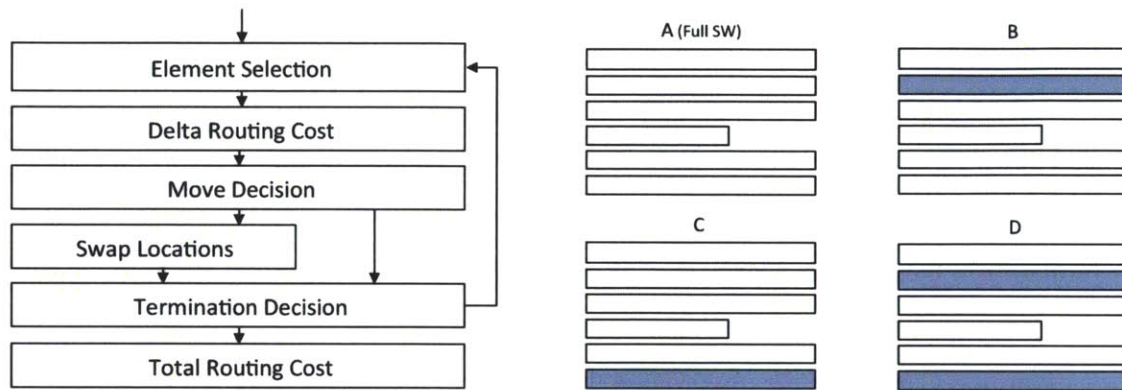 Element Selection
Delta Routing Cost
Move Decision
Swap Locations
Termination Decision
Total Routing Cost
A (Full SW)
B
C
D